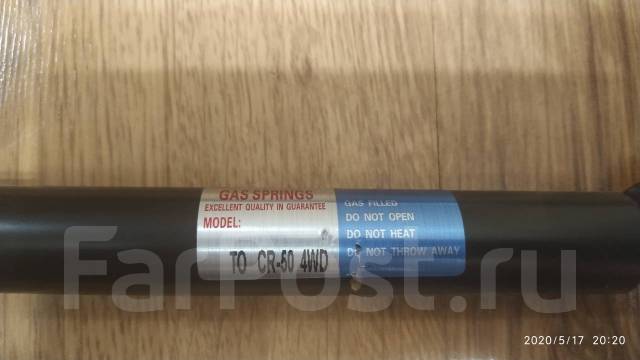 GAS SPRINGS
EXCELLENT QUALITY IN GUARANTEE
MODEL:
TO CR-50 4WD
GAS FILLED
DO NOT OPEN
DO NOT HEAT
DO NOT THROW AWAY
FarPost.ru
2020/5/17 20:20